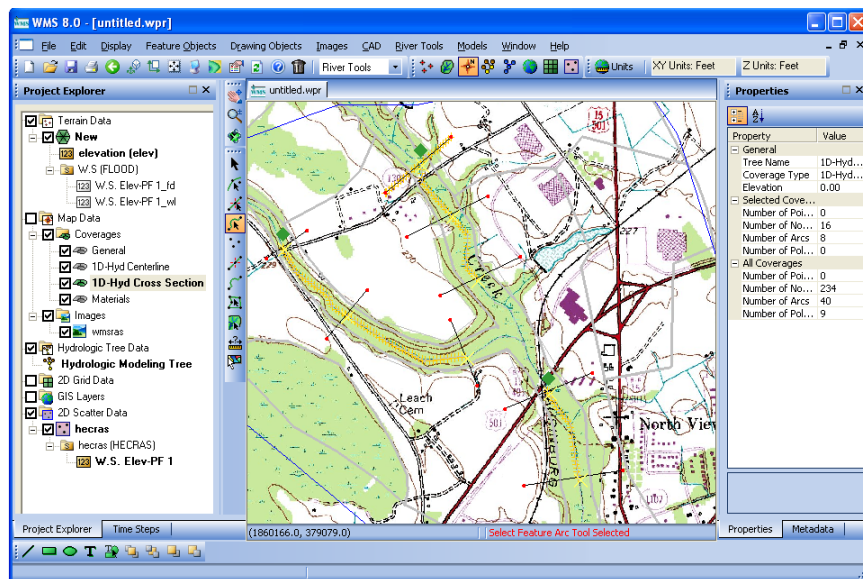 WMS 8.0 - [untitled.wpr]
File Edit Display Feature Objects Drawing Objects Images CAD River Tools Models Window Help
River Tools
Units
XY Units: Feet
Z Units: Feet
Project Explorer
Terrain Data
New
elevation (elev)
W.S (FLOOD)
W.S. Elev-PF 1_fd
W.S. Elev-PF 1_wl
Map Data
Coverages
General
1D-Hyd Centerline
1D-Hyd Cross Section
Materials
Images
wmsras
Hydrologic Tree Data
Hydrologic Modeling Tree
2D Grid Data
GIS Layers
2D Scatter Data
hecras
hecras (HECRAS)
W.S. Elev-PF 1
Project Explorer
Time Steps
untitled.wpr
15
501
227
Creek
Leach
Cem
501
North View
1107
(1860166.0, 379079.0)
Select Feature Arc Tool Selected
Properties
Property Value
General
Tree Name 1D-Hyd...
Coverage Type 1D-Hyd...
Elevation 0.00
Selected Cove...
Number of Poi... 0
Number of No... 16
Number of Arcs 8
Number of Pol... 0
All Coverages
Number of Poi... 0
Number of No... 234
Number of Arcs 40
Number of Pol... 9
Properties
Metadata